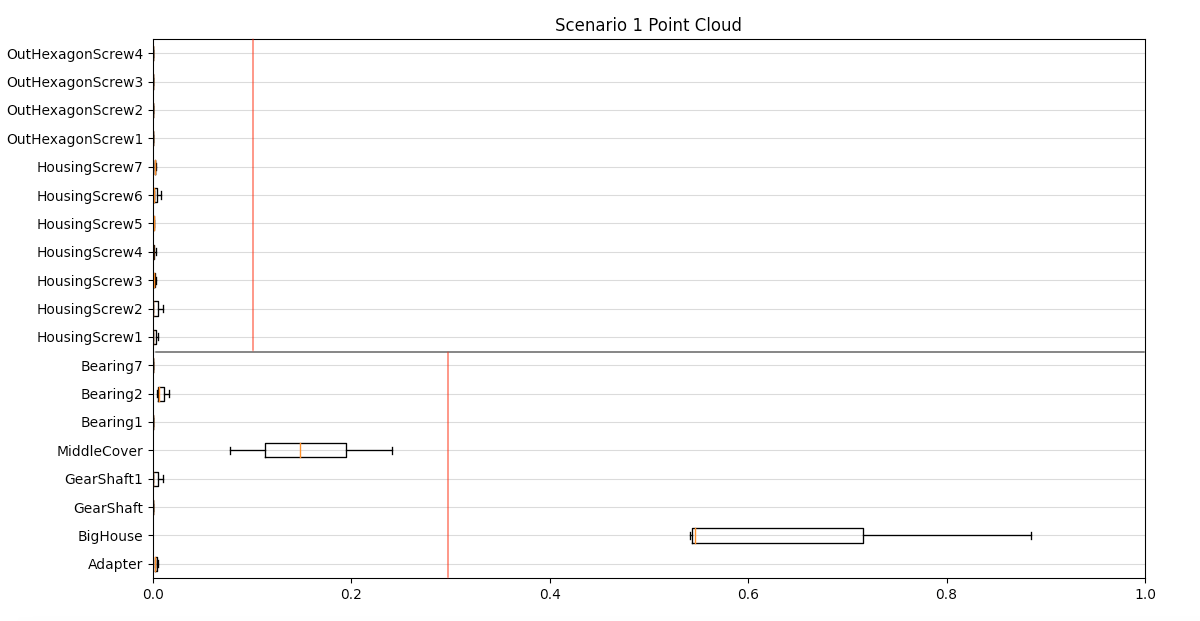 Scenario 1 Point Cloud
OutHexagonScrew4
OutHexagonScrew3
OutHexagonScrew2
OutHexagonScrew1
HousingScrew7
HousingScrew6
HousingScrew5
HousingScrew4
HousingScrew3
HousingScrew2
HousingScrew1
Bearing7
Bearing2
Bearing1
MiddleCover
GearShaft1
GearShaft
BigHouse
Adapter
0.0 0.2 0.4 0.6 0.8 1.0